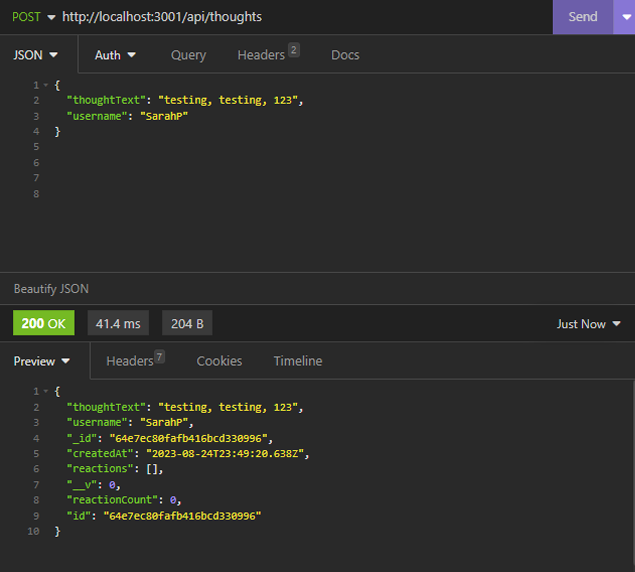 POST http://localhost:3001/api/thoughts Send
JSON Auth Query Headers 2 Docs
1 {
2 "thoughtText": "testing, testing, 123",
3 "username": "SarahP"
4 }
5
6
7
8
Beautify JSON
200 OK 41.4 ms 204 B Just Now
Preview Headers 7 Cookies Timeline
1 {
2 "thoughtText": "testing, testing, 123",
3 "username": "SarahP",
4 "_id": "64e7ec80fafb416bcd330996",
5 "createdAt": "2023-08-24T23:49:20.638Z",
6 "reactions": [],
7 "__v": 0,
8 "reactionCount": 0,
9 "id": "64e7ec80fafb416bcd330996"
10 }